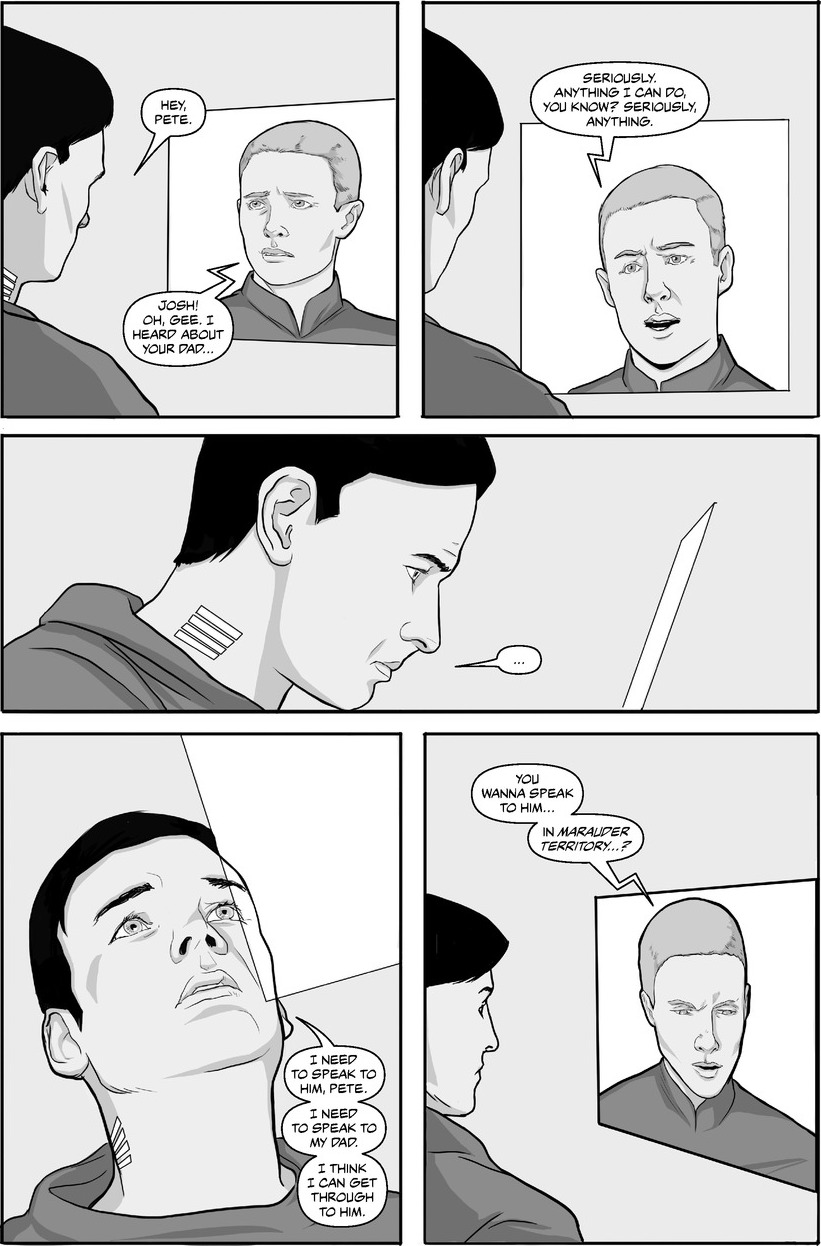 HEY,
PETE.
JOSH!
OH, GEE. I
HEARD ABOUT
YOUR DAD...
SERIOUSLY.
ANYTHING I CAN DO,
YOU KNOW? SERIOUSLY,
ANYTHING.
...
I NEED
TO SPEAK TO
HIM, PETE.
I NEED
TO SPEAK TO
MY DAD.
I THINK
I CAN GET
THROUGH
TO HIM.
YOU
WANNA SPEAK
TO HIM...
IN MARAUDER
TERRITORY...?